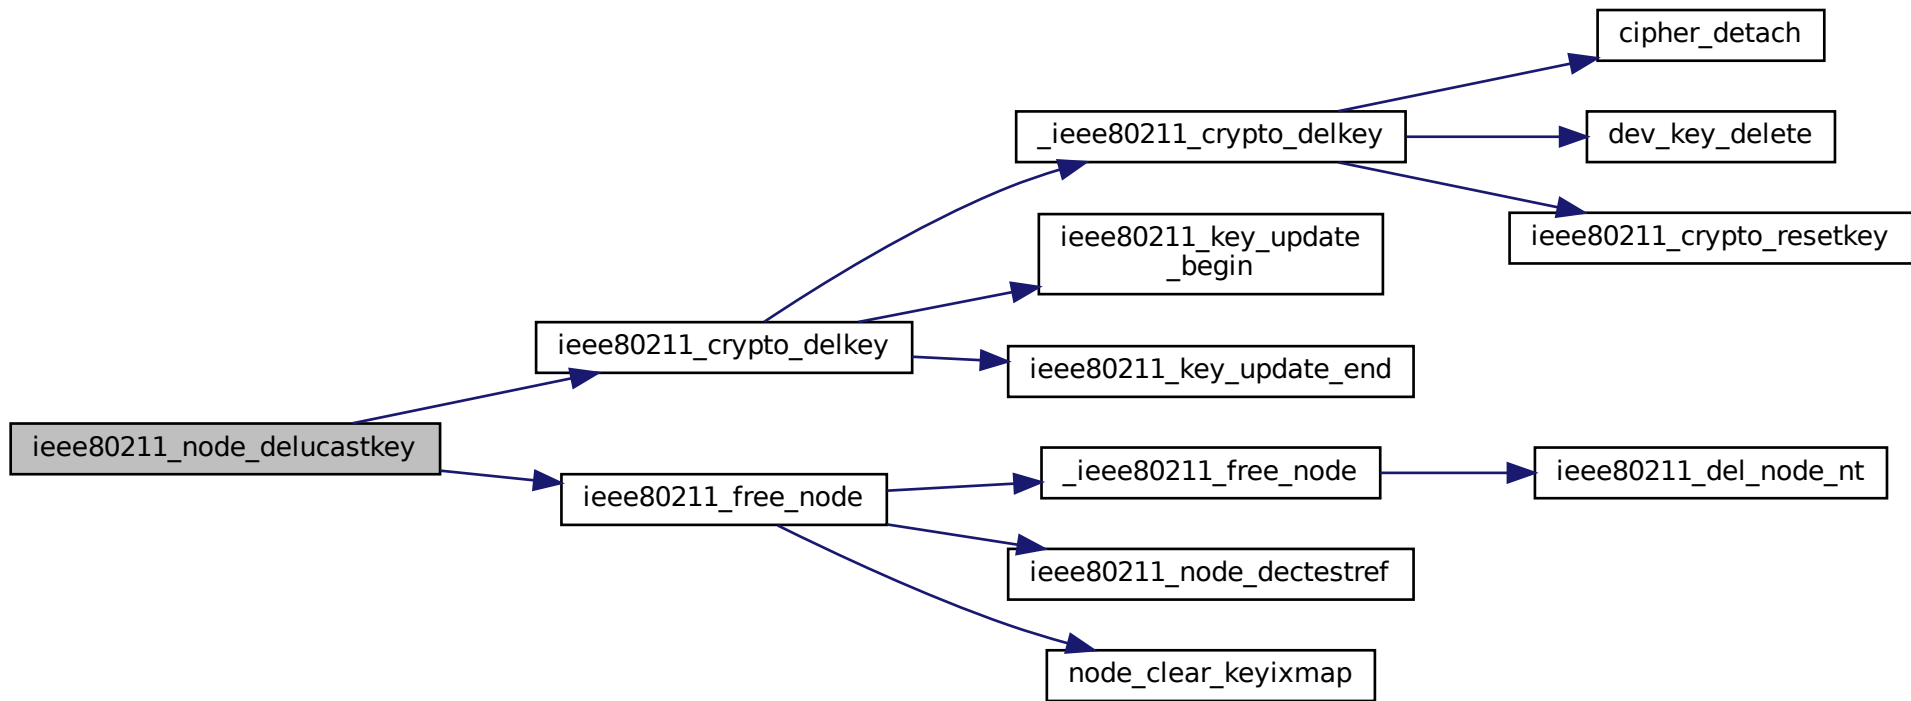 cipher_detach
_ieee80211_crypto_delkey
dev_key_delete
ieee80211_crypto_resetkey
ieee80211_key_update
_begin
ieee80211_crypto_delkey
ieee80211_key_update_end
ieee80211_node_delucastkey
_ieee80211_free_node
ieee80211_del_node_nt
ieee80211_free_node
ieee80211_node_dectestref
node_clear_keyixmap